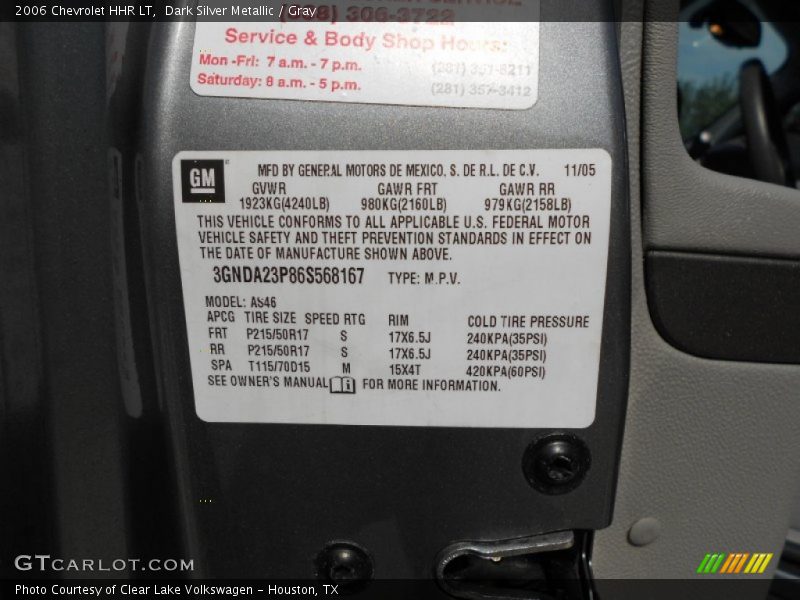 2006 Chevrolet HHR LT, Dark Silver Metallic / Gray
306-3722
Service & Body Shop Hours:
Mon -Fri: 7 a.m. - 7 p.m.
Saturday: 8 a.m. - 5 p.m.
(281) 357-3412
GM
MFD BY GENERAL MOTORS DE MEXICO, S. DE R.L. DE C.V. 11/05
GVWR GAWR FRT GAWR RR
1923KG(4240LB) 980KG(2160LB) 979KG(2158LB)
THIS VEHICLE CONFORMS TO ALL APPLICABLE U.S. FEDERAL MOTOR
VEHICLE SAFETY AND THEFT PREVENTION STANDARDS IN EFFECT ON
THE DATE OF MANUFACTURE SHOWN ABOVE.
3GNDA23P86S568167 TYPE: M.P.V.
MODEL: AS46
APCG TIRE SIZE SPEED RTG RIM COLD TIRE PRESSURE
FRT P215/50R17 S 17X6.5J 240KPA(35PSI)
RR P215/50R17 S 17X6.5J 240KPA(35PSI)
SPA T115/70D15 M 15X4T 420KPA(60PSI)
SEE OWNER'S MANUAL FOR MORE INFORMATION.
GTCARLOT.COM
Photo Courtesy of Clear Lake Volkswagen - Houston, TX